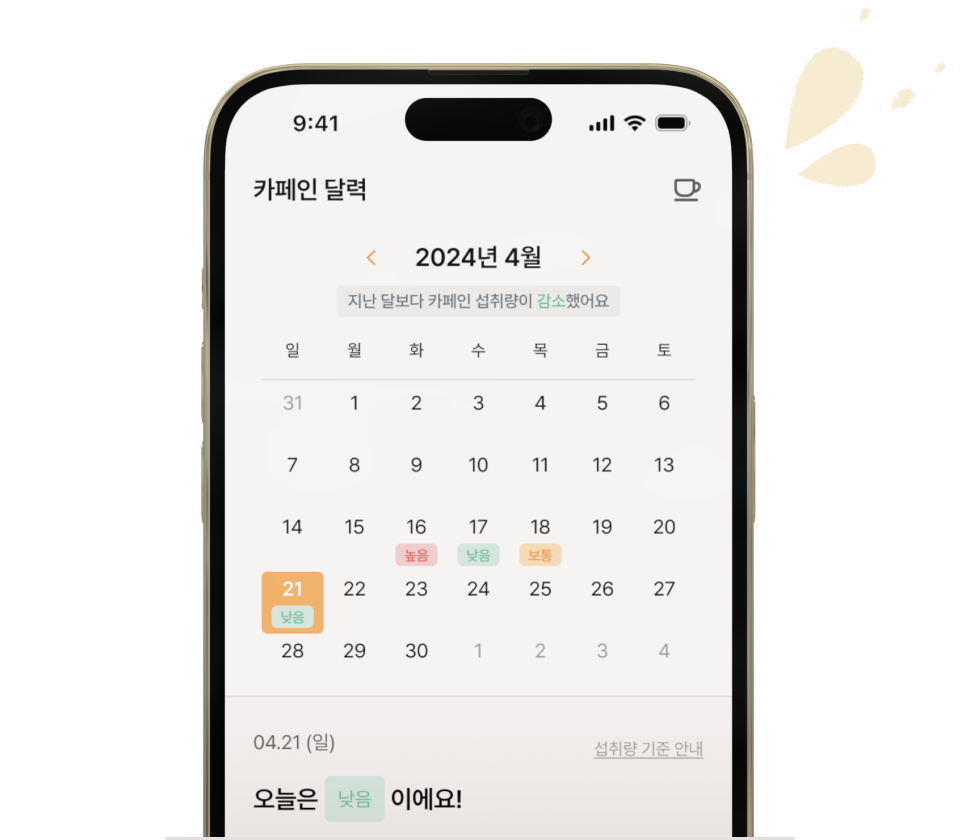 9:41
카페인 달력
2024년 4월
지난 달보다 카페인 섭취량이 감소했어요
일 월 화 수 목 금 토
31 1 2 3 4 5 6
7 8 9 10 11 12 13
14 15 16 17 18 19 20
높음 낮음 보통
21 22 23 24 25 26 27
낮음
28 29 30 1 2 3 4
04.21 (일)
섭취량 기준 안내
오늘은 낮음 이에요!